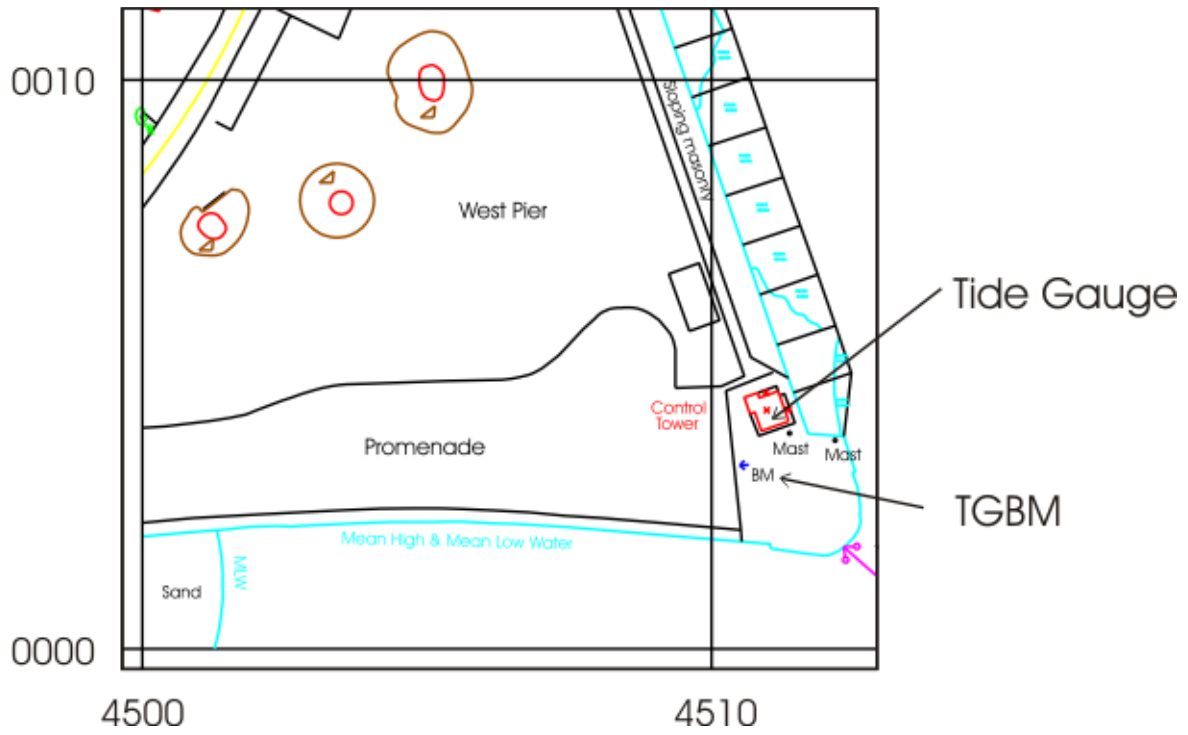 0010
Sloping masonry
West Pier
Tide Gauge
Control
Tower
Promenade
Mast
Mast
BM
TGBM
Mean High & Mean Low Water
MLW
Sand
0000
4500
4510